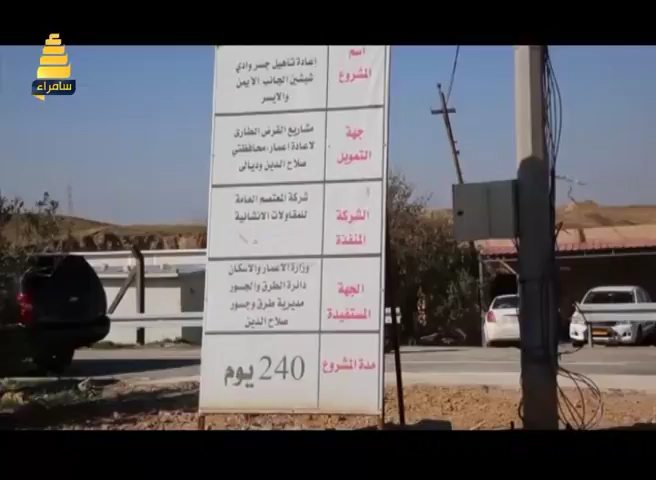 سامراء
اسم
المشروع
اعادة تاهيل جسر وادي
شيشين الجانب الايمن
والايسر
جهة
التمويل
مشاريع القرض الطارئ
لاعادة اعمار محافظتي
صلاح الدين وديالى
الشركة
المنفذة
شركة المعتصم العامة
للمقاولات الانشائية
الجهة
المستفيدة
وزارة الاعمار والاسكان
دائرة الطرق والجسور
مديرية طرق وجسور
صلاح الدين
مدة المشروع
240 يوم